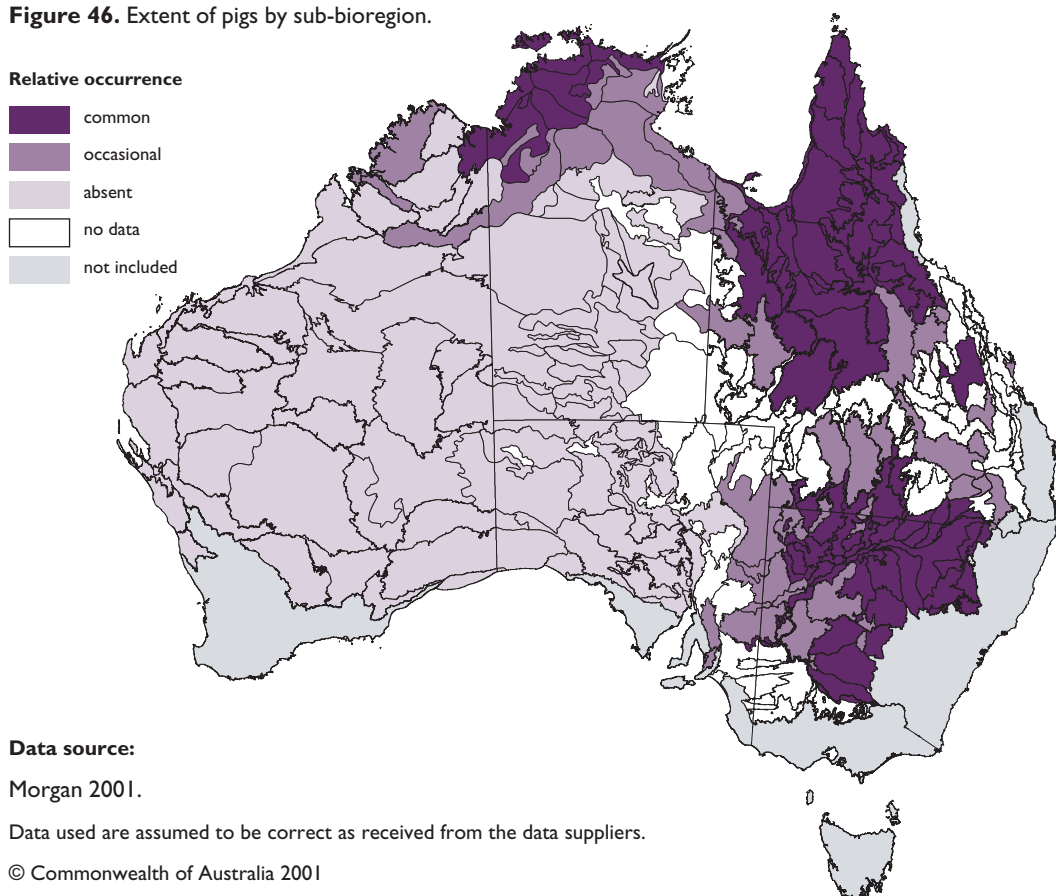 Figure 46. Extent of pigs by sub-bioregion.
Relative occurrence
common
occasional
absent
no data
not included
Data source:
Morgan 2001.
Data used are assumed to be correct as received from the data suppliers.
© Commonwealth of Australia 2001